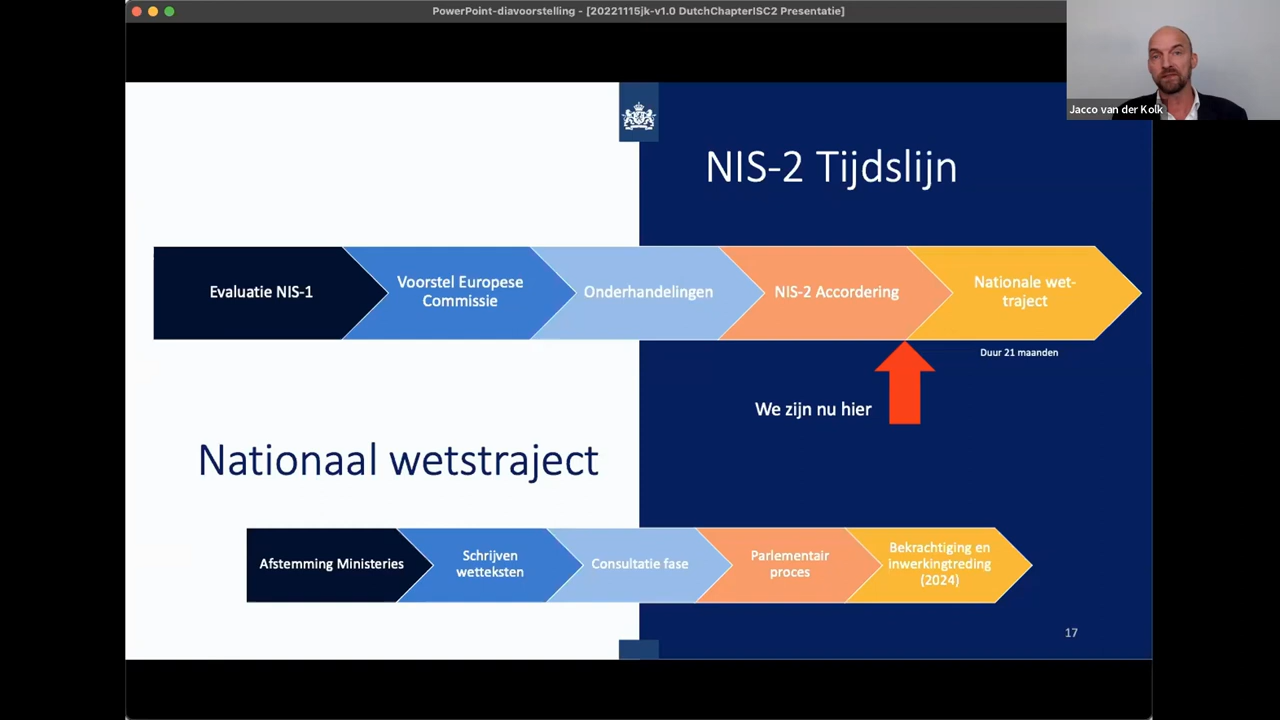 PowerPoint-diavoorstelling - [20221115jk-v1.0 DutchChapterISC2 Presentatie]
Jacco van der Kolk
NIS-2 Tijdslijn
Evaluatie NIS-1
Voorstel Europese
Commissie
Onderhandelingen
NIS-2 Accordering
Nationale wet-
traject
Duur 21 maanden
We zijn nu hier
Nationaal wetstraject
Afstemming Ministeries
Schrijven
wetteksten
Consultatie fase
Parlementair
proces
Bekrachtiging en
inwerkingtreding
(2024)
17